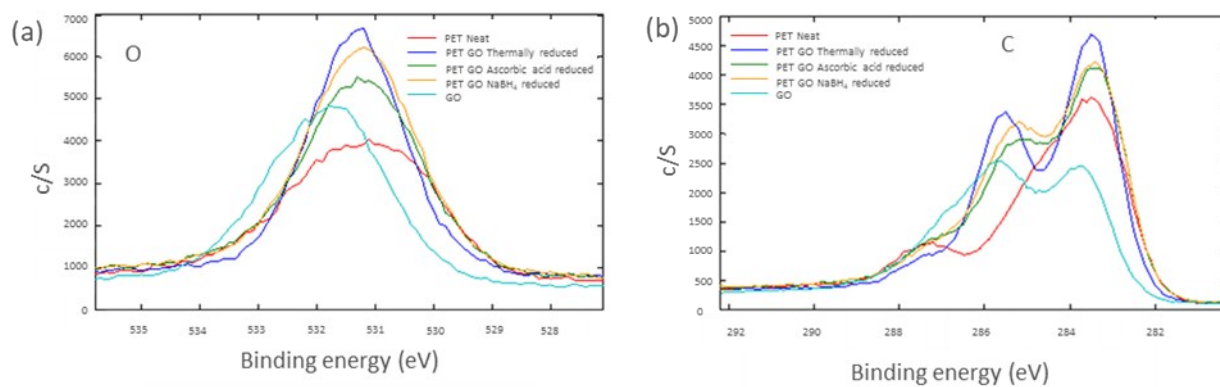 (a)
O
PET Neat
PET GO Thermally reduced
PET GO Ascorbic acid reduced
PET GO NaBH₄ reduced
GO
7000
6000
5000
4000
3000
2000
1000
0
c/S
535 534 533 532 531 530 529 528
Binding energy (eV)
(b)
C
PET Neat
PET GO Thermally reduced
PET GO Ascorbic acid reduced
PET GO NaBH₄ reduced
GO
5000
4500
4000
3500
3000
2500
2000
1500
1000
500
0
c/S
292 290 288 286 284 282
Binding energy (eV)